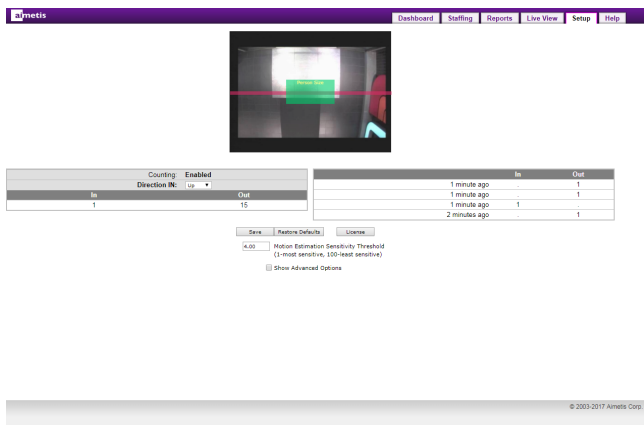 aimetis
Dashboard Staffing Reports Live View Setup Help
Person Size
Counting: Enabled
Direction IN: Up
In Out
1 15
In Out
1 minute ago . 1
1 minute ago . 1
1 minute ago 1 .
2 minutes ago . 1
Save Restore Defaults License
4.00 Motion Estimation Sensitivity Threshold
(1-most sensitive, 100-least sensitive)
Show Advanced Options
© 2003-2017 Aimetis Corp.